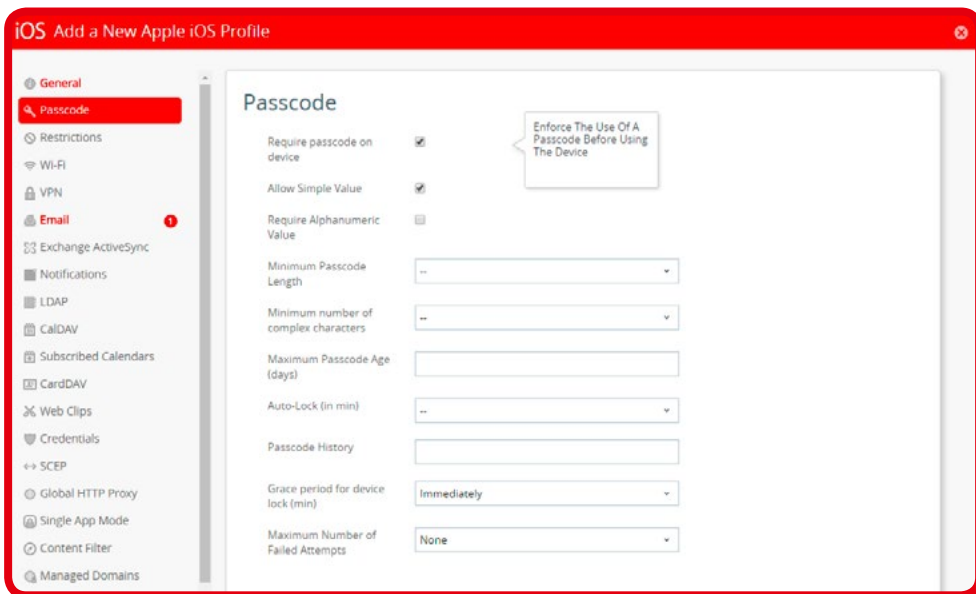 iOS Add a New Apple iOS Profile
General
Passcode
Restrictions
Wi-Fi
VPN
Email 1
Exchange ActiveSync
Notifications
LDAP
CalDAV
Subscribed Calendars
CardDAV
Web Clips
Credentials
SCEP
Global HTTP Proxy
Single App Mode
Content Filter
Managed Domains
Passcode
Require passcode on
device
Enforce The Use Of A
Passcode Before Using
The Device
Allow Simple Value
Require Alphanumeric
Value
Minimum Passcode
Length
--
Minimum number of
complex characters
--
Maximum Passcode Age
(days)
Auto-Lock (in min)
--
Passcode History
Grace period for device
lock (min)
Immediately
Maximum Number of
Failed Attempts
None